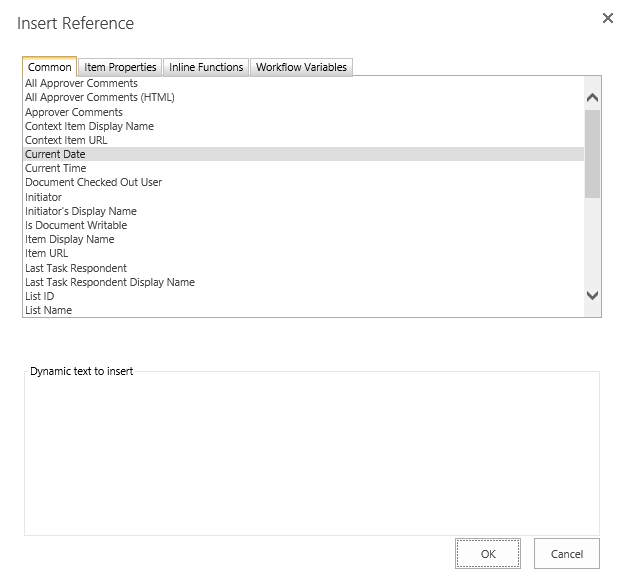 Insert Reference
Common Item Properties Inline Functions Workflow Variables
All Approver Comments
All Approver Comments (HTML)
Approver Comments
Context Item Display Name
Context Item URL
Current Date
Current Time
Document Checked Out User
Initiator
Initiator's Display Name
Is Document Writable
Item Display Name
Item URL
Last Task Respondent
Last Task Respondent Display Name
List ID
List Name
Dynamic text to insert
OK Cancel